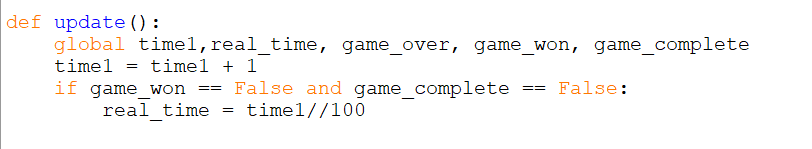 def update():
    global time1,real_time, game_over, game_won, game_complete
    time1 = time1 + 1
    if game_won == False and game_complete == False:
        real_time = time1//100